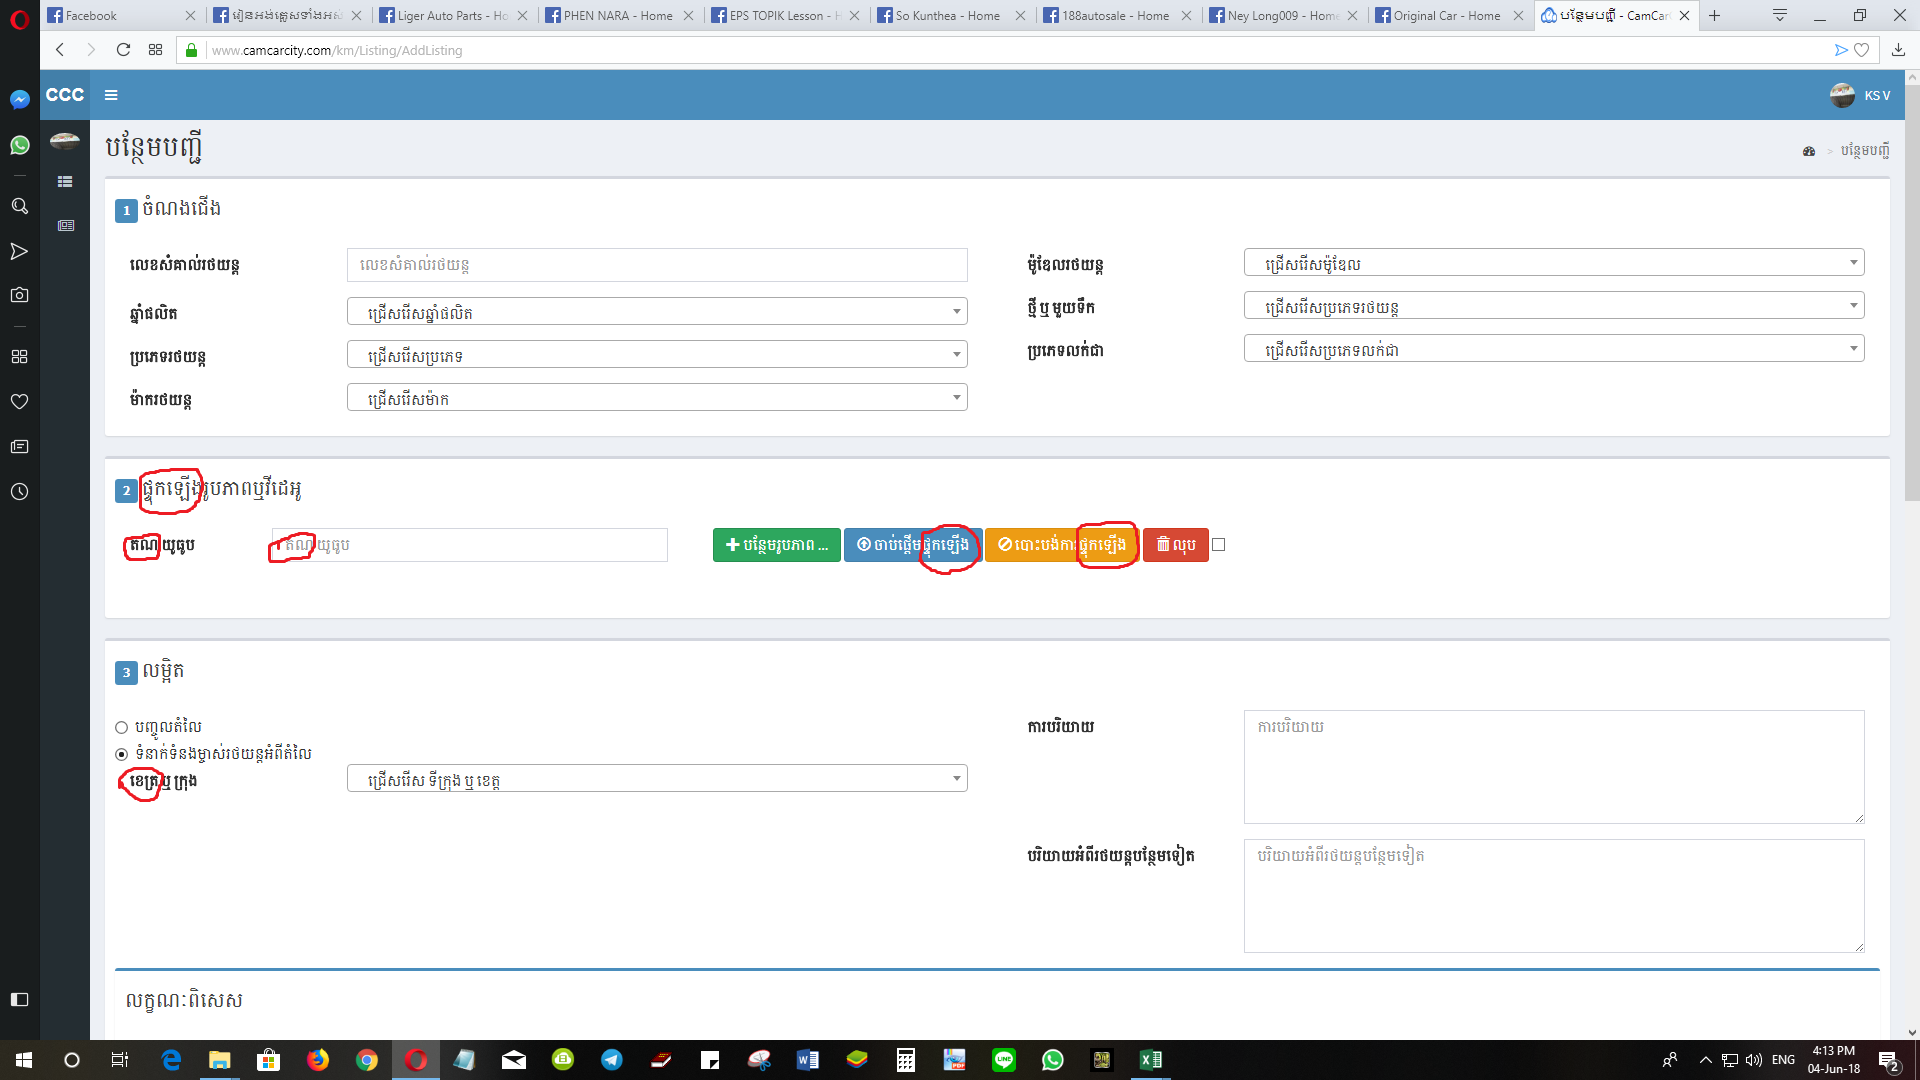 Facebook
រៀនអង់គ្លេសទាំងអស់
Liger Auto Parts - Ho
PHEN NARA - Home
EPS TOPIK Lesson - H
So Kunthea - Home
188autosale - Home
Ney Long009 - Home
Original Car - Home
បន្ថែមបញ្ជី - CamCarC
www.camcarcity.com/km/Listing/AddListing
CCC
KS V
បន្ថែមបញ្ជី
> បន្ថែមបញ្ជី
1 ចំណងជើង
លេខសំគាល់រថយន្ត
លេខសំគាល់រថយន្ត
ម៉ូឌែលរថយន្ត
ជ្រើសរើសម៉ូឌែល
ឆ្នាំផលិត
ជ្រើសរើសឆ្នាំផលិត
ថ្មី ឬ មួយទឹក
ជ្រើសរើសប្រភេទរថយន្ត
ប្រភេទរថយន្ត
ជ្រើសរើសប្រភេទ
ប្រភេទលក់ជា
ជ្រើសរើសប្រភេទលក់ជា
ម៉ាករថយន្ត
ជ្រើសរើសម៉ាក
2 ផ្ទុកឡើងរូបភាពឬវីដេអូ
តំណយូធូប
តំណយូធូប
បន្ថែមរូបភាព ...
ចាប់ផ្តើមផ្ទុកឡើង
បោះបង់ការផ្ទុកឡើង
លុប
3 លម្អិត
បញ្ចូលតំលៃ
ទំនាក់ទំនងម្ចាស់រថយន្តអំពីតំលៃ
ខេត្រ ឬ ក្រុង
ជ្រើសរើស ទីក្រុង ឬ ខេត្ត
ការបរិយាយ
ការបរិយាយ
បរិយាយអំពីរថយន្តបន្ថែមទៀត
បរិយាយអំពីរថយន្តបន្ថែមទៀត
លក្ខណៈពិសេស
ENG
4:13 PM
04-Jun-18
2